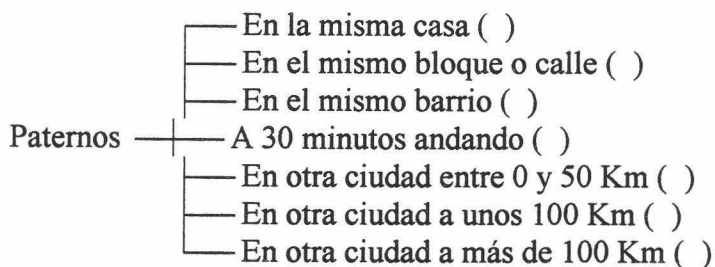 En la misma casa ( )
En el mismo bloque o calle ( )
En el mismo barrio ( )
Paternos A 30 minutos andando ( )
En otra ciudad entre 0 y 50 Km ( )
En otra ciudad a unos 100 Km ( )
En otra ciudad a más de 100 Km ( )